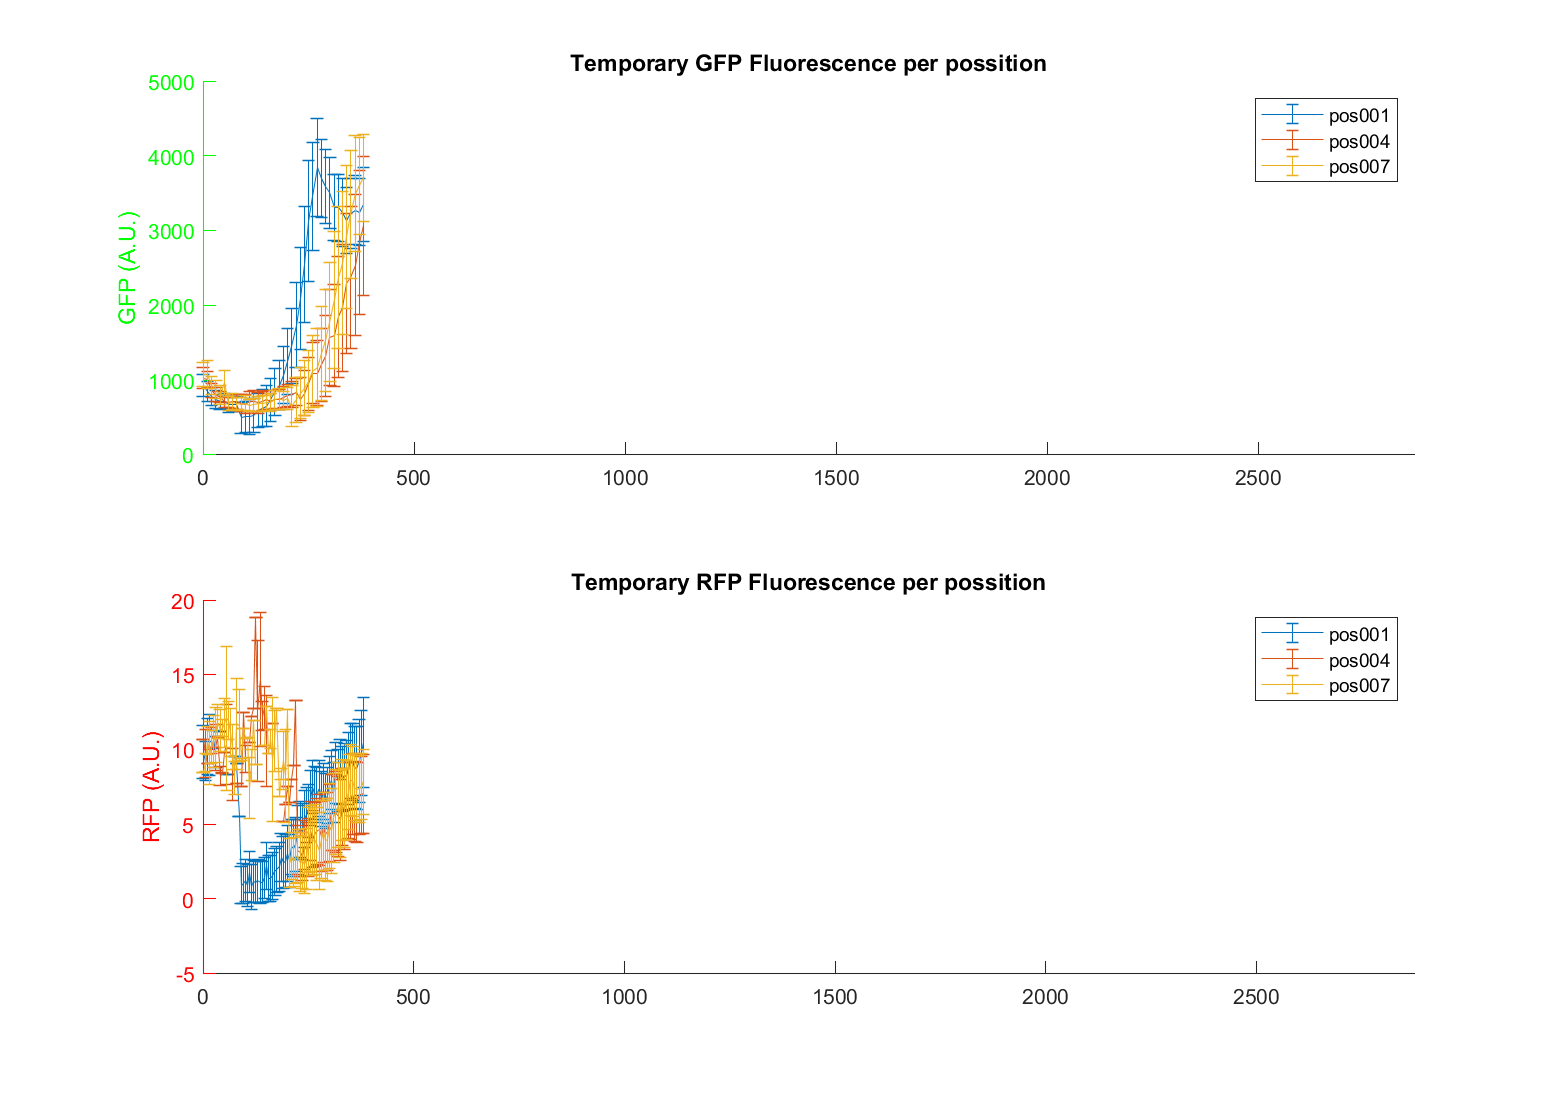 Temporary GFP Fluorescence per possition
GFP (A.U.)
5000
4000
3000
2000
1000
0
0 500 1000 1500 2000 2500
pos001
pos004
pos007
Temporary RFP Fluorescence per possition
RFP (A.U.)
20
15
10
5
0
-5
0 500 1000 1500 2000 2500
pos001
pos004
pos007